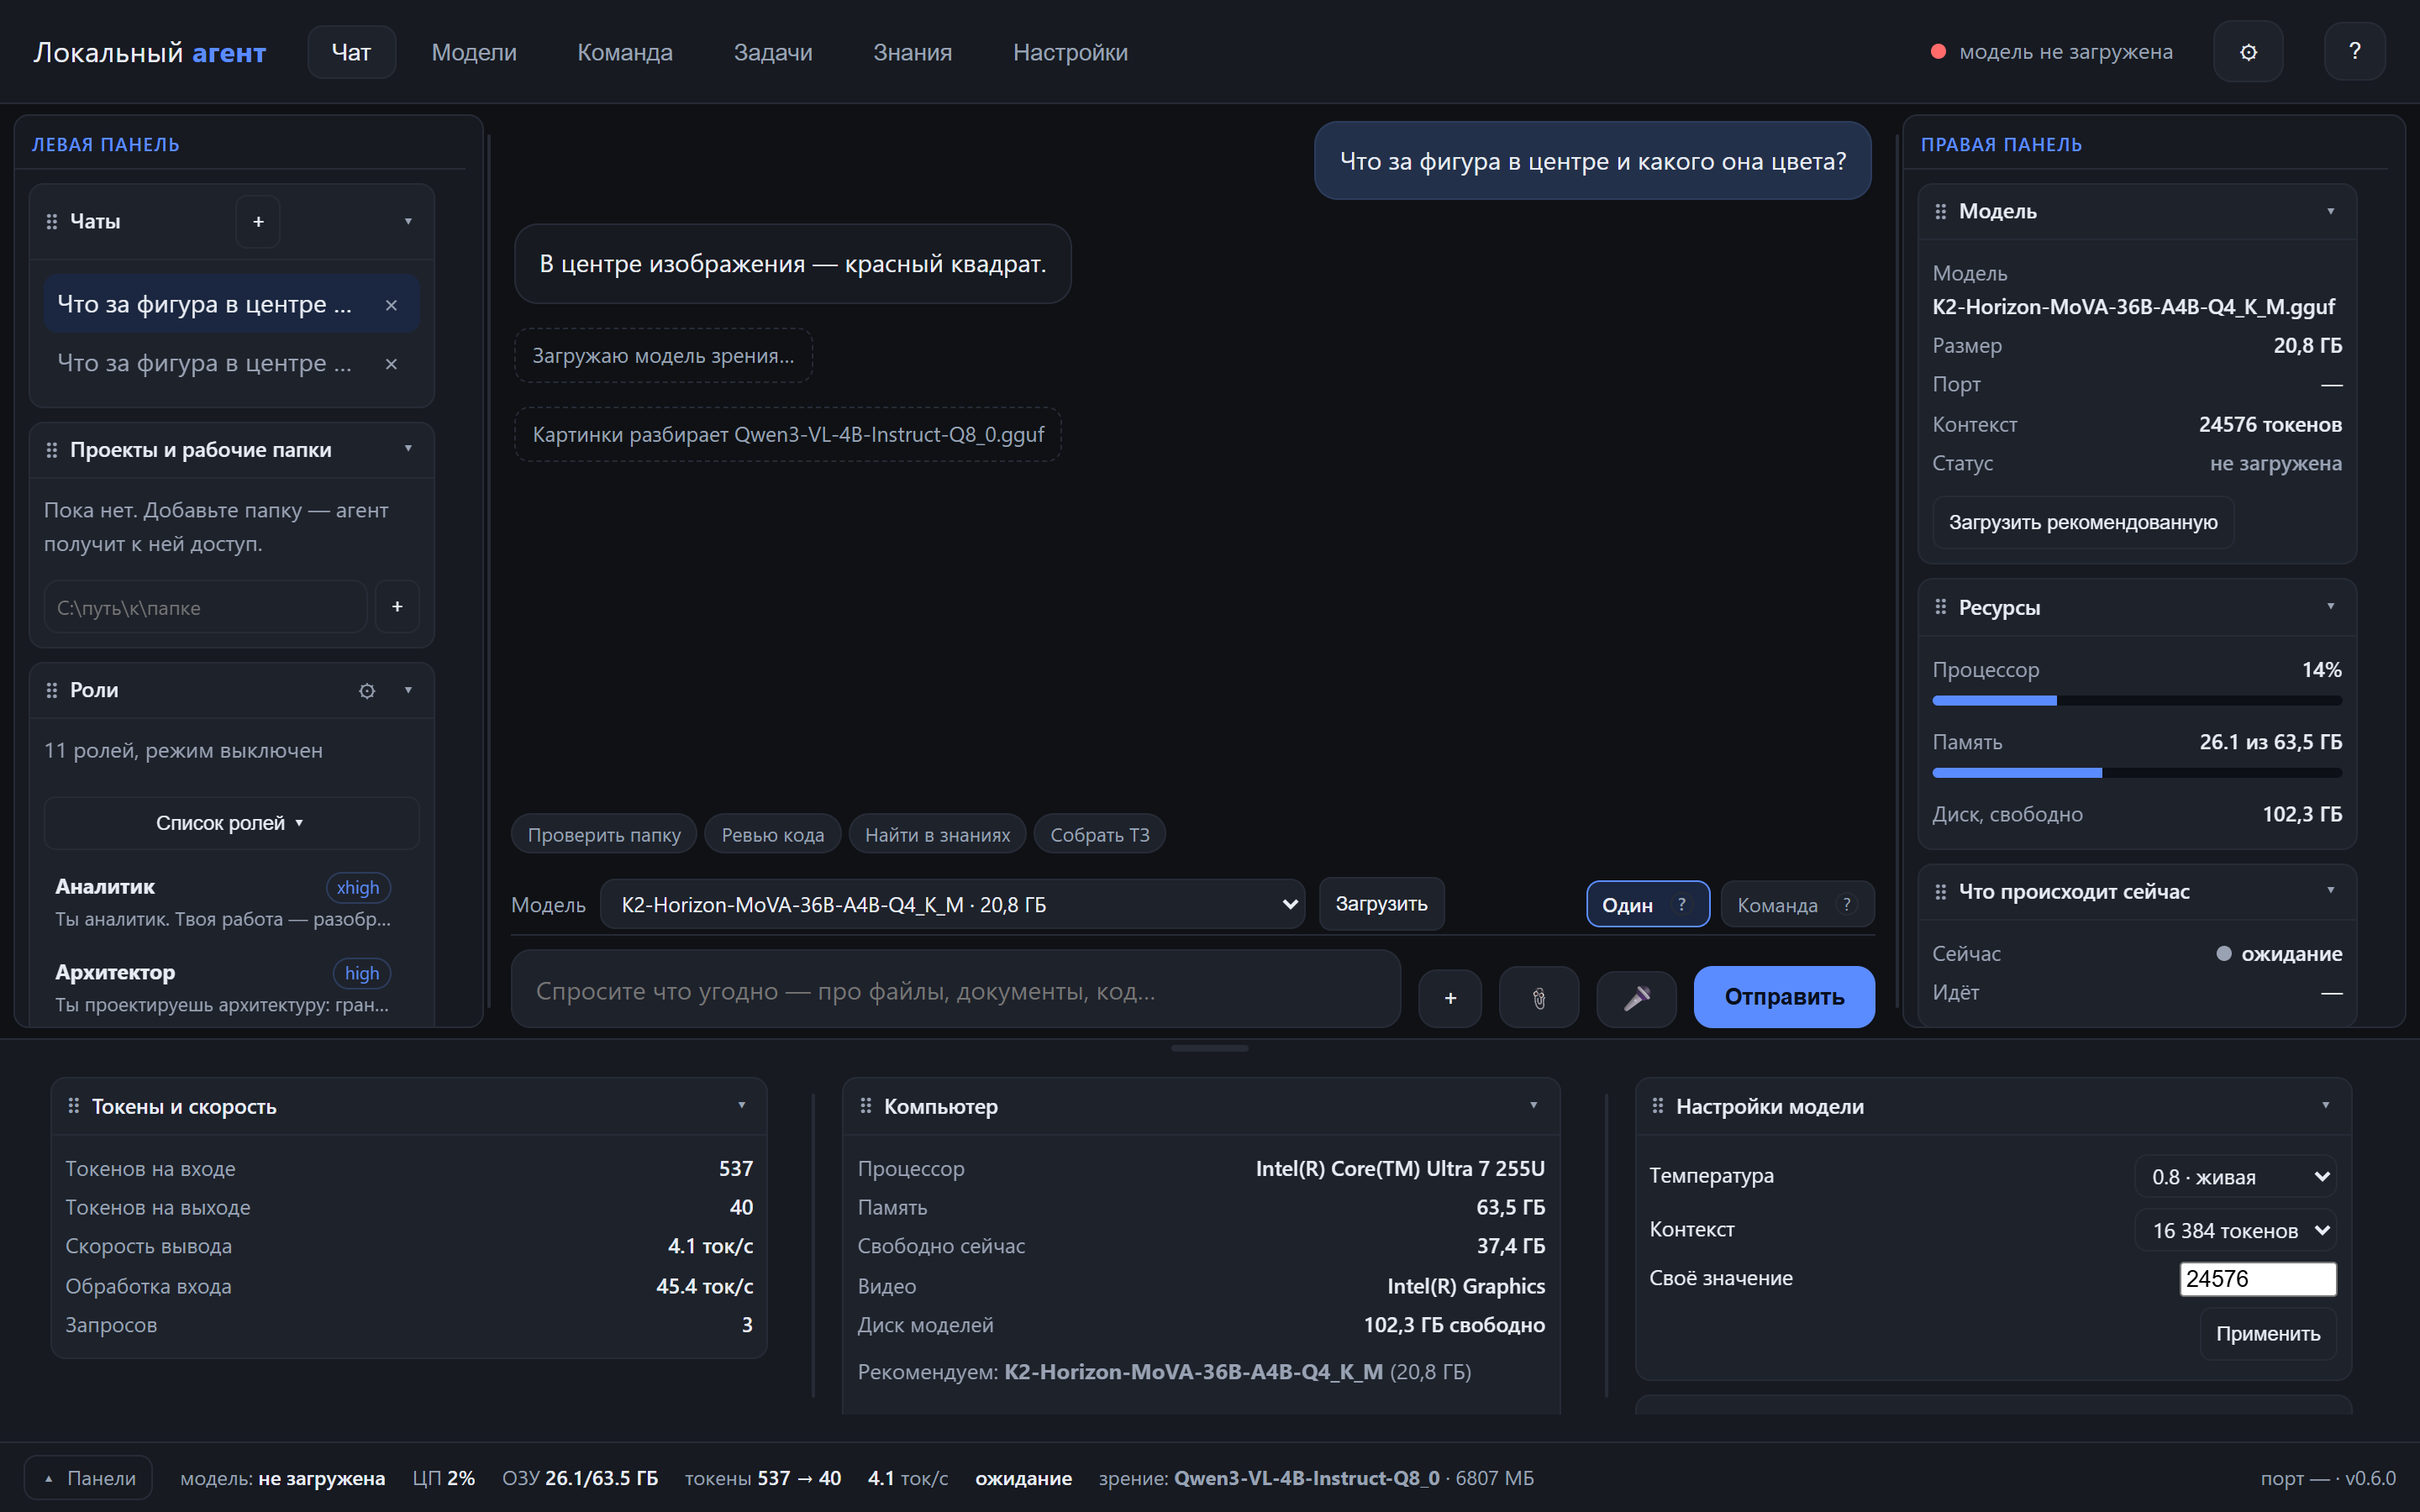 Локальный агент
Чат
Модели
Команда
Задачи
Знания
Настройки
модель не загружена
?
ЛЕВАЯ ПАНЕЛЬ
Чаты
+
Что за фигура в центре ...
×
Что за фигура в центре ...
×
Проекты и рабочие папки
Пока нет. Добавьте папку — агент
получит к ней доступ.
C:\путь\к\папке
+
Роли
11 ролей, режим выключен
Список ролей
Аналитик
xhigh
Ты аналитик. Твоя работа — разобр...
Архитектор
high
Ты проектируешь архитектуру: гран...
Что за фигура в центре и какого она цвета?
В центре изображения — красный квадрат.
Загружаю модель зрения...
Картинки разбирает Qwen3-VL-4B-Instruct-Q8_0.gguf
Проверить папку
Ревью кода
Найти в знаниях
Собрать ТЗ
Модель
K2-Horizon-MoVA-36B-A4B-Q4_K_M · 20,8 ГБ
Загрузить
Один ?
Команда ?
Спросите что угодно — про файлы, документы, код...
+
Отправить
ПРАВАЯ ПАНЕЛЬ
Модель
Модель
K2-Horizon-MoVA-36B-A4B-Q4_K_M.gguf
Размер 20,8 ГБ
Порт —
Контекст 24576 токенов
Статус не загружена
Загрузить рекомендованную
Ресурсы
Процессор 14%
Память 26.1 из 63,5 ГБ
Диск, свободно 102,3 ГБ
Что происходит сейчас
Сейчас ожидание
Идёт —
Токены и скорость
Токенов на входе 537
Токенов на выходе 40
Скорость вывода 4.1 ток/с
Обработка входа 45.4 ток/с
Запросов 3
Компьютер
Процессор Intel(R) Core(TM) Ultra 7 255U
Память 63,5 ГБ
Свободно сейчас 37,4 ГБ
Видео Intel(R) Graphics
Диск моделей 102,3 ГБ свободно
Рекомендуем: K2-Horizon-MoVA-36B-A4B-Q4_K_M (20,8 ГБ)
Настройки модели
Температура 0.8 · живая
Контекст 16 384 токенов
Своё значение 24576
Применить
Панели
модель: не загружена
ЦП 2%
ОЗУ 26.1/63.5 ГБ
токены 537 → 40
4.1 ток/с
ожидание
зрение: Qwen3-VL-4B-Instruct-Q8_0 · 6807 МБ
порт — · v0.6.0